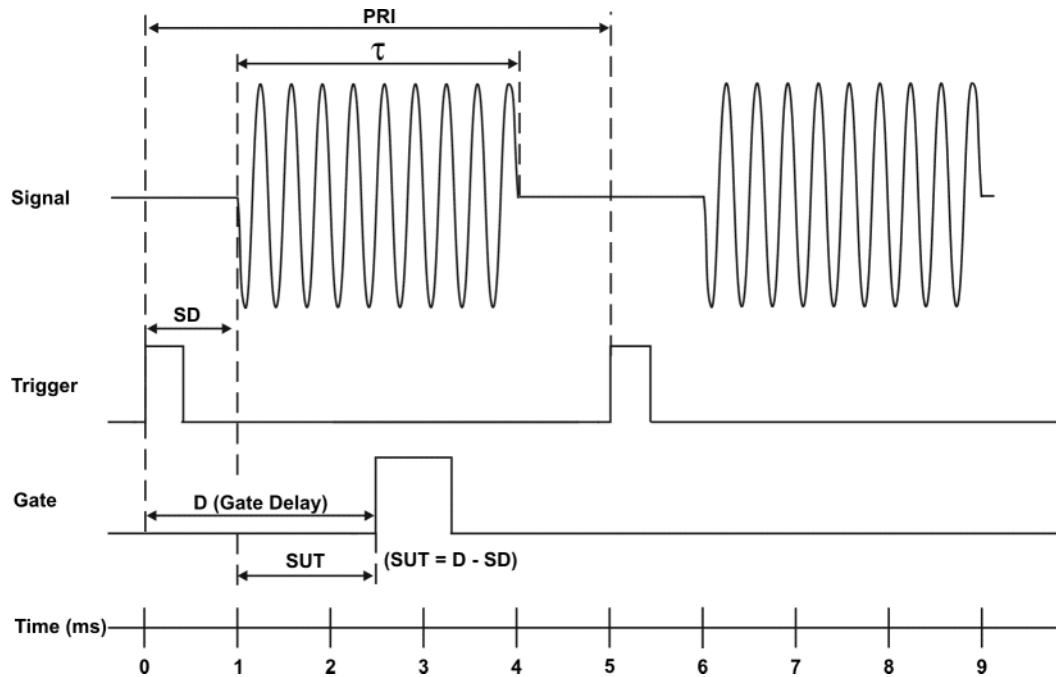 PRI
τ
Signal
SD
Trigger
Gate
D (Gate Delay)
SUT
(SUT = D - SD)
Time (ms)
0 1 2 3 4 5 6 7 8 9